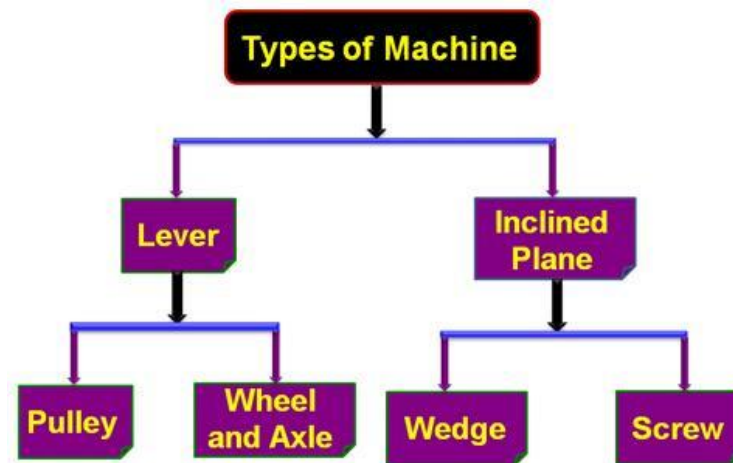 Types of Machine
Lever
Inclined
Plane
Pulley
Wheel
and Axle
Wedge
Screw